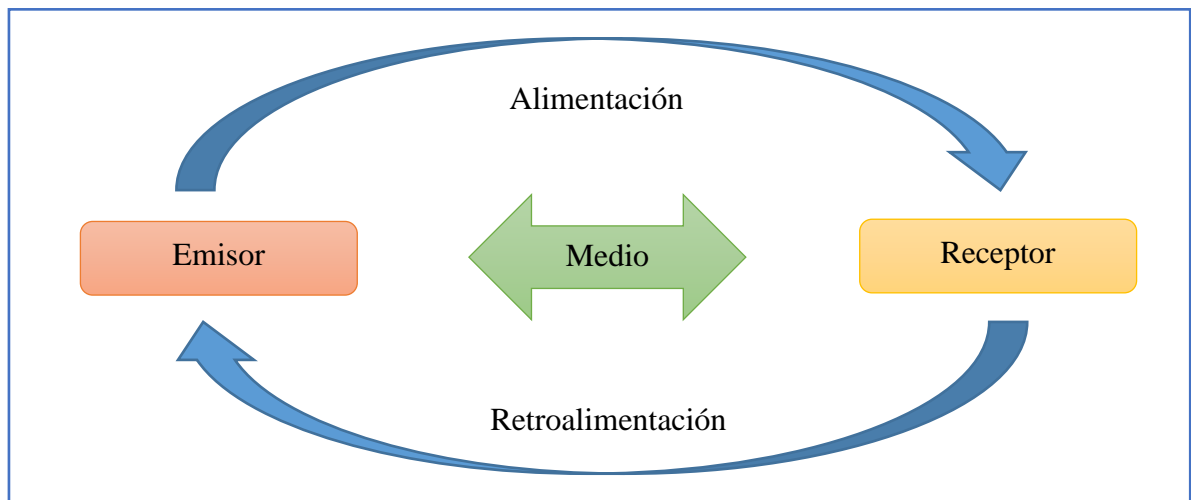 Alimentación
Emisor
Medio
Receptor
Retroalimentación